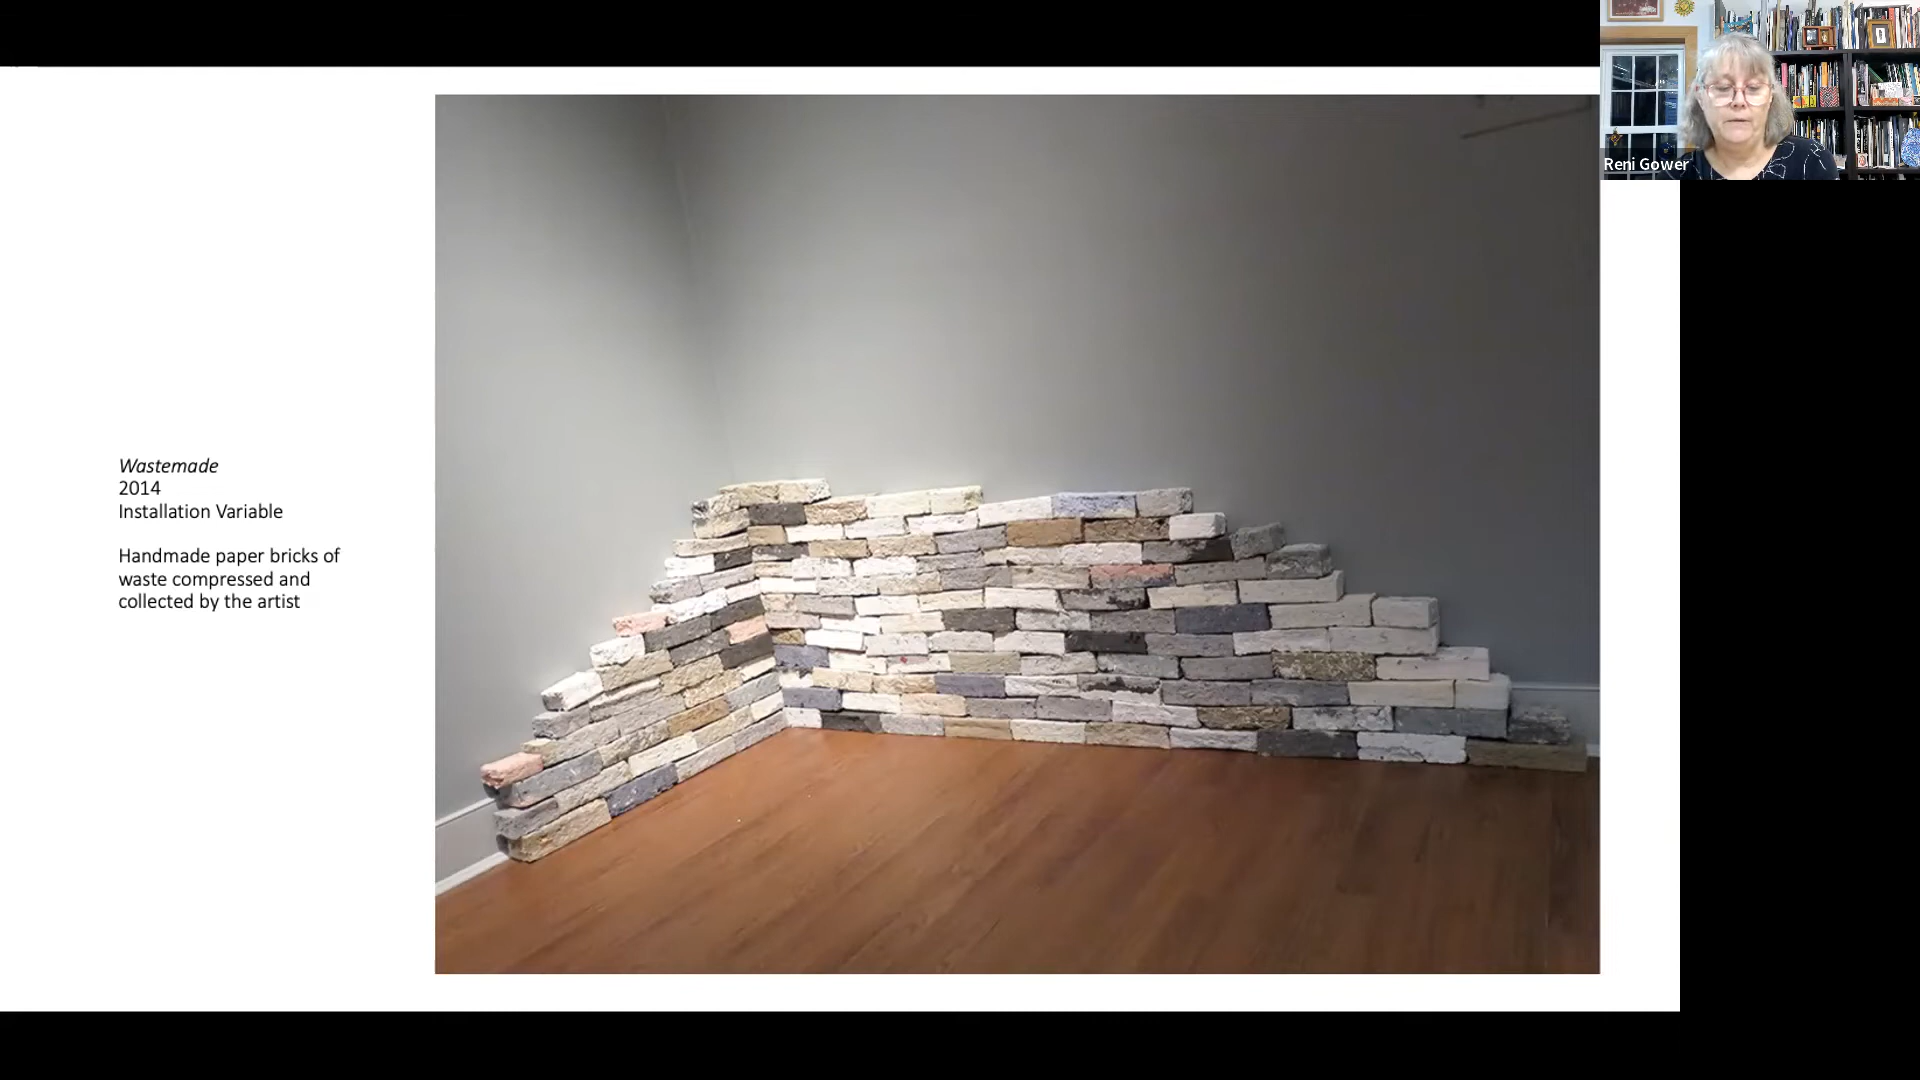 Reni Gower
Wastemade
2014
Installation Variable
Handmade paper bricks of
waste compressed and
collected by the artist